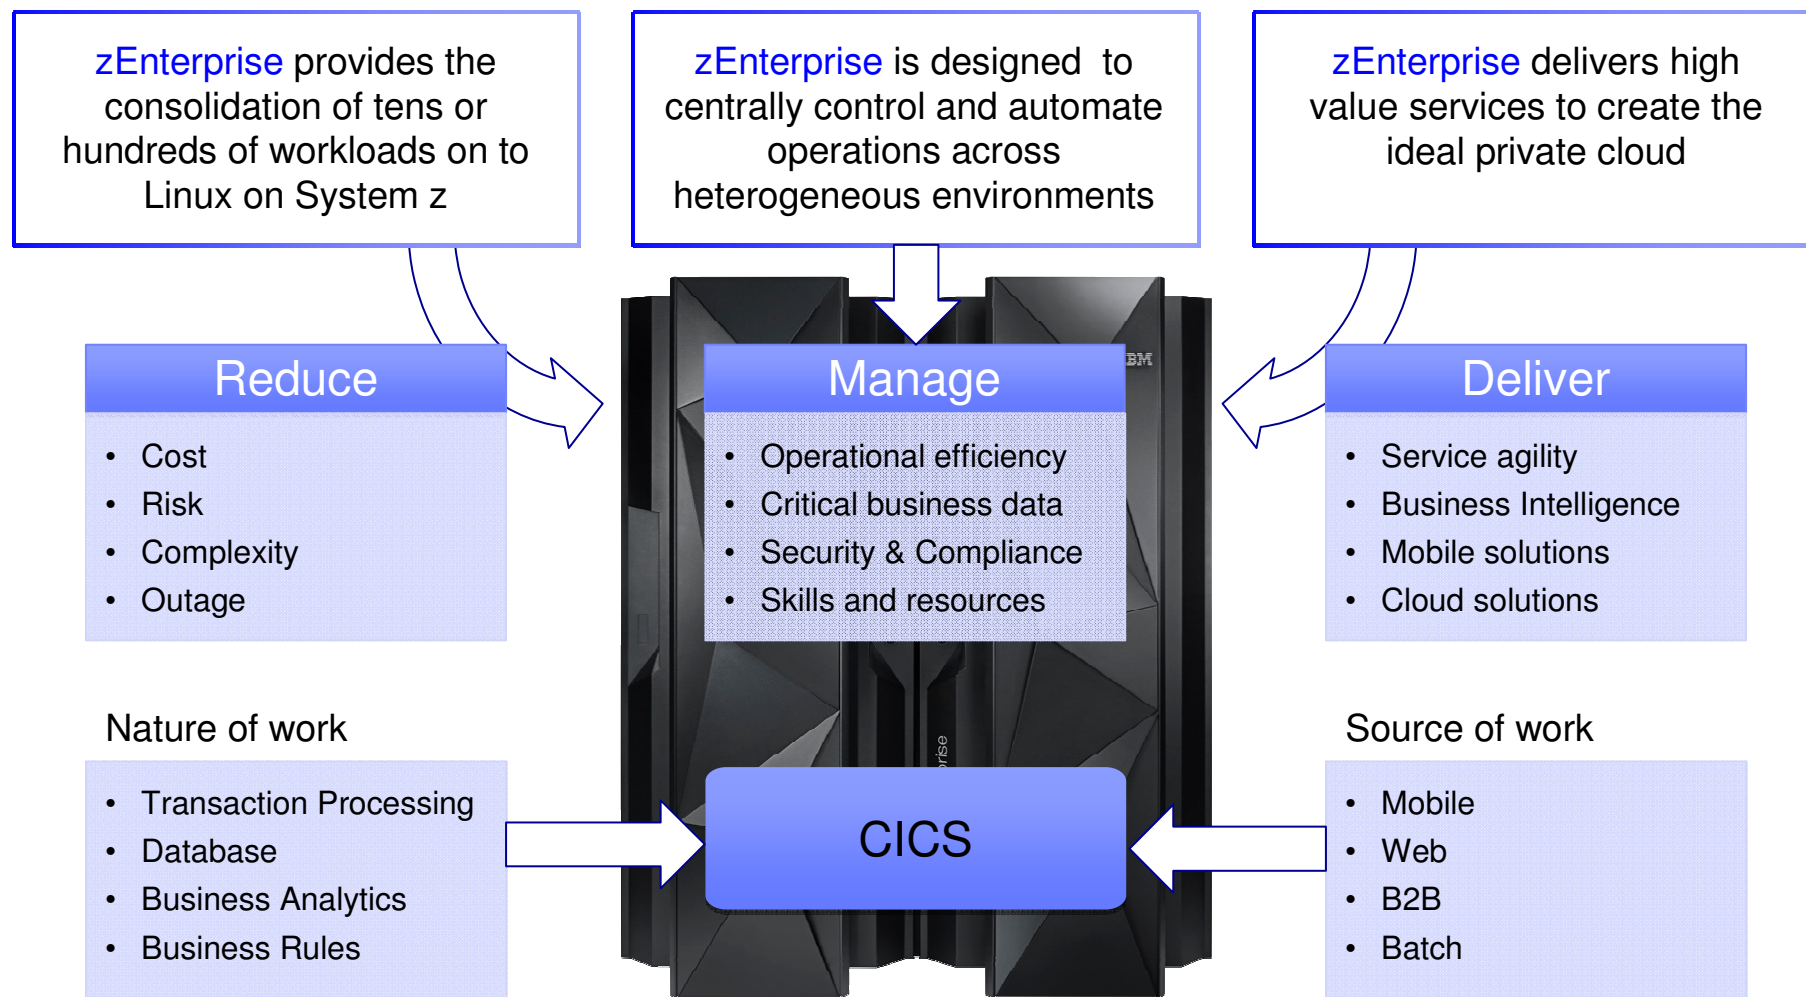 zEnterprise provides the
consolidation of tens or
hundreds of workloads on to
Linux on System z
zEnterprise is designed to
centrally control and automate
operations across
heterogeneous environments
zEnterprise delivers high
value services to create the
ideal private cloud
IBM
Reduce
• Cost
• Risk
• Complexity
• Outage
Manage
• Operational efficiency
• Critical business data
• Security & Compliance
• Skills and resources
Deliver
• Service agility
• Business Intelligence
• Mobile solutions
• Cloud solutions
Nature of work
• Transaction Processing
• Database
• Business Analytics
• Business Rules
CICS
Source of work
• Mobile
• Web
• B2B
• Batch